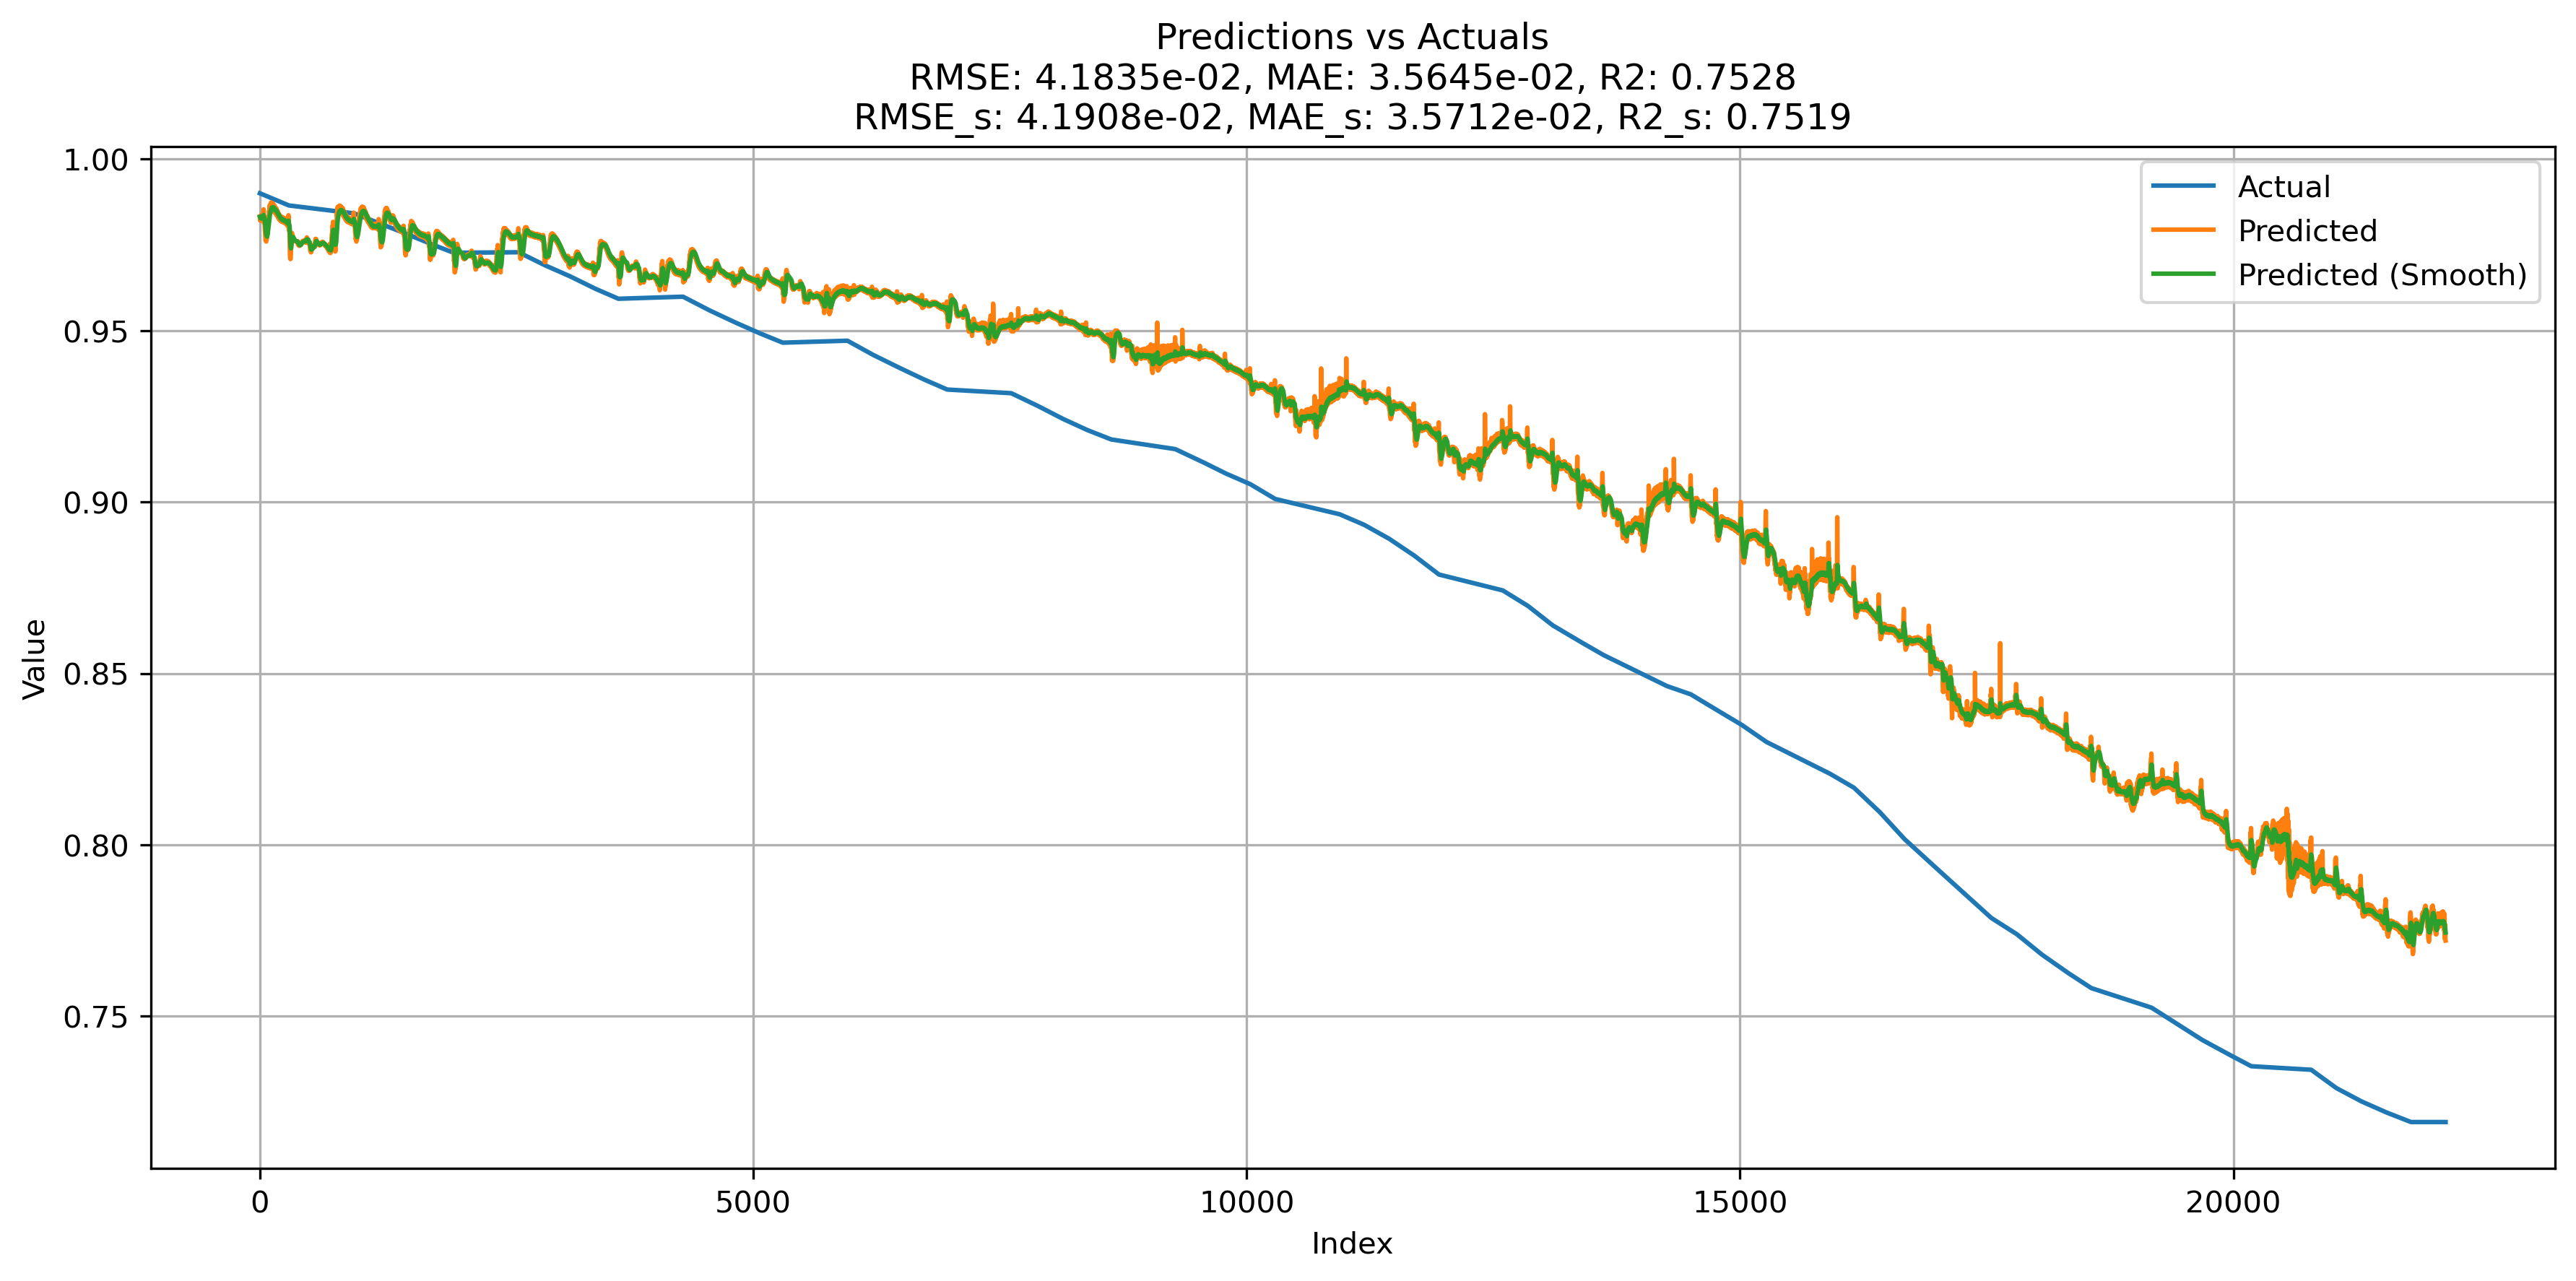 Predictions vs Actuals
RMSE: 4.1835e-02, MAE: 3.5645e-02, R2: 0.7528
RMSE_s: 4.1908e-02, MAE_s: 3.5712e-02, R2_s: 0.7519
1.00
0.95
0.90
0.85
0.80
0.75
Value
Actual
Predicted
Predicted (Smooth)
0
5000
10000
15000
20000
Index